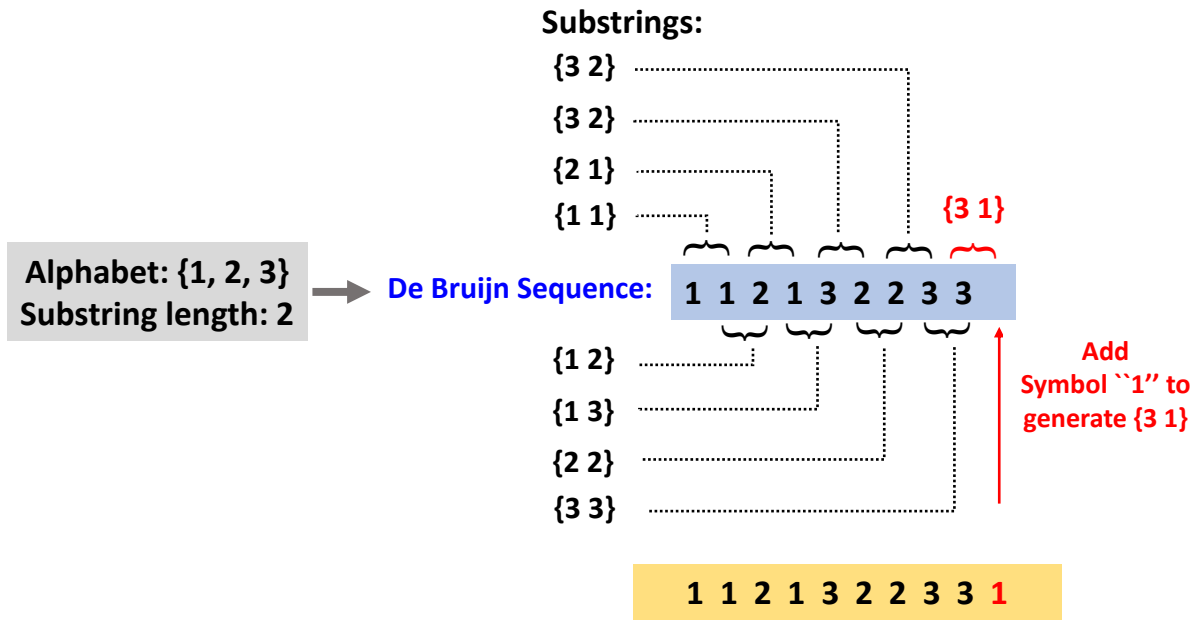 Substrings:
{3 2}
{3 2}
{2 1}
{1 1}
{3 1}
Alphabet: {1, 2, 3}
Substring length: 2
De Bruijn Sequence:
1 1 2 1 3 2 2 3 3
{1 2}
{1 3}
{2 2}
{3 3}
Add
Symbol ``1’’ to
generate {3 1}
1 1 2 1 3 2 2 3 3 1